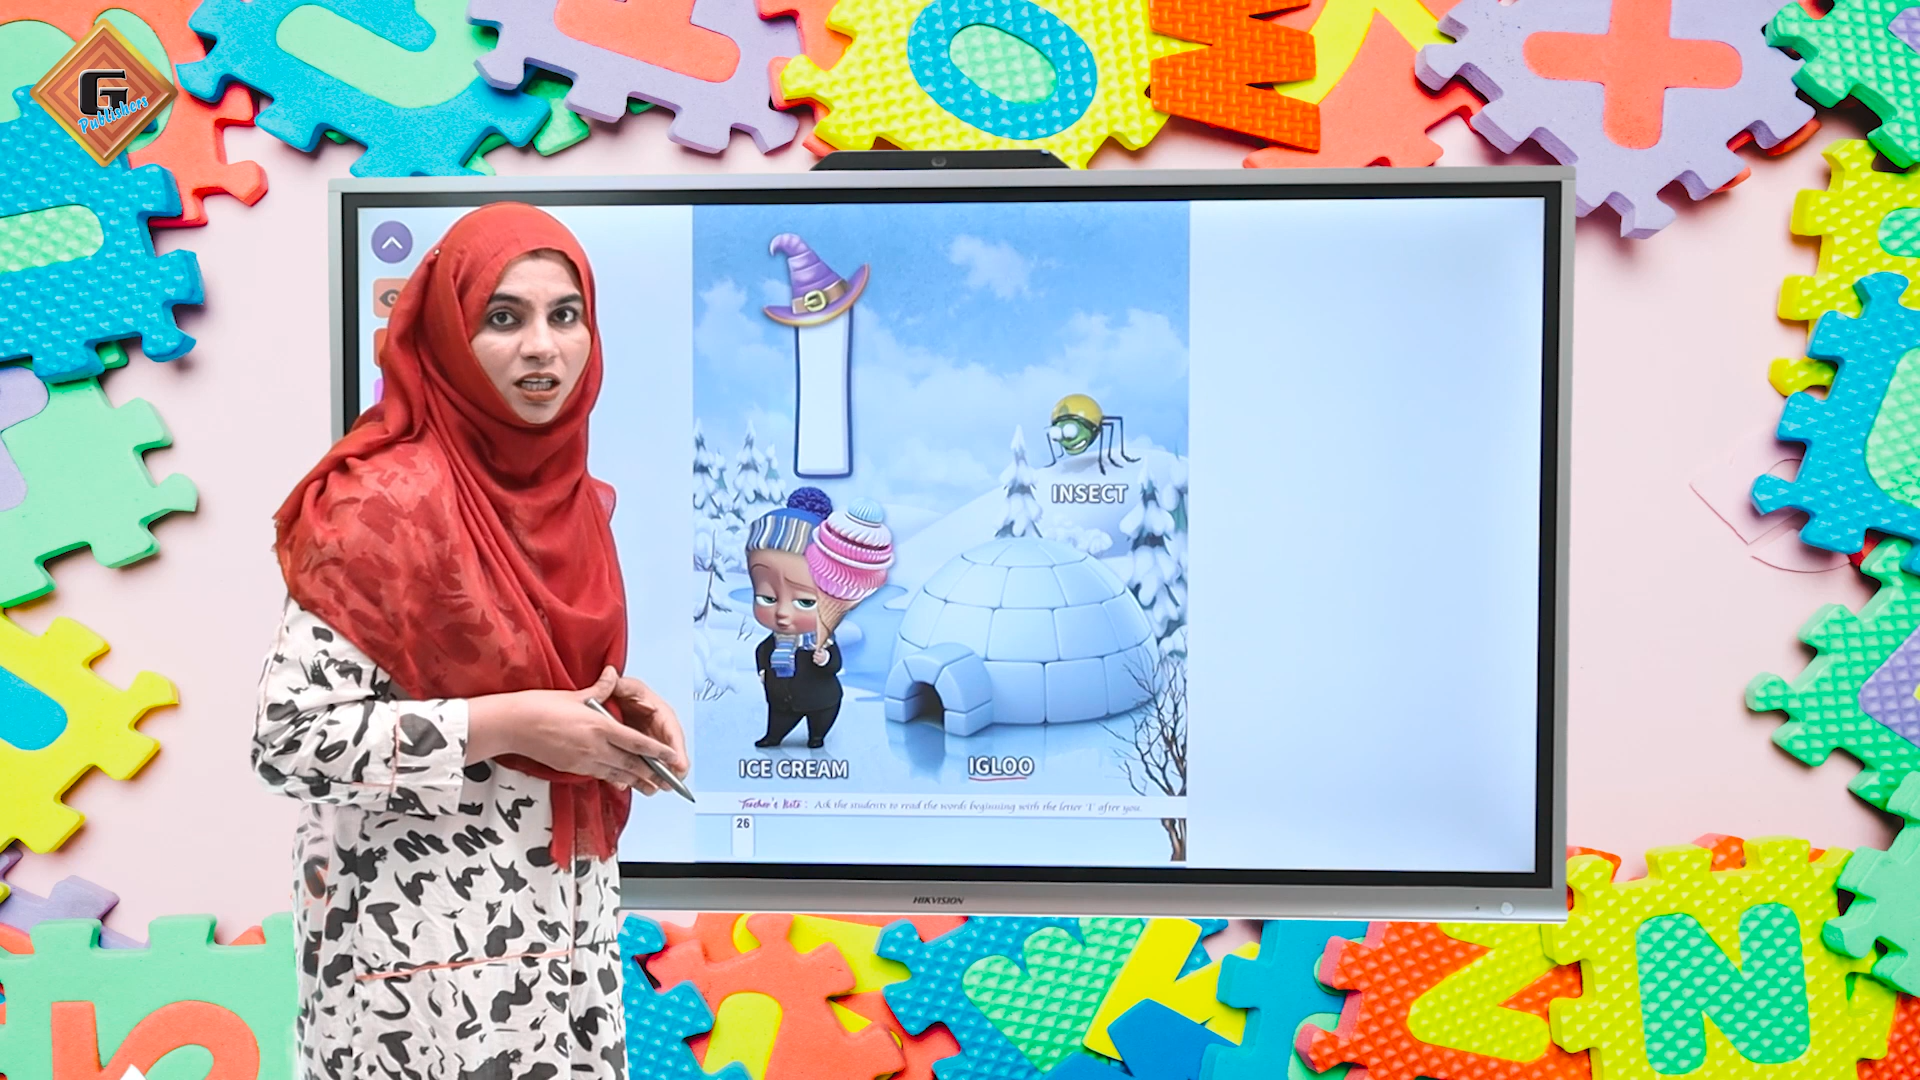 G
Publishers
I
INSECT
ICE CREAM
IGLOO
Teacher's Note : Ask the students to read the words beginning with the letter 'I' after you.
26
HIKVISION
O
N